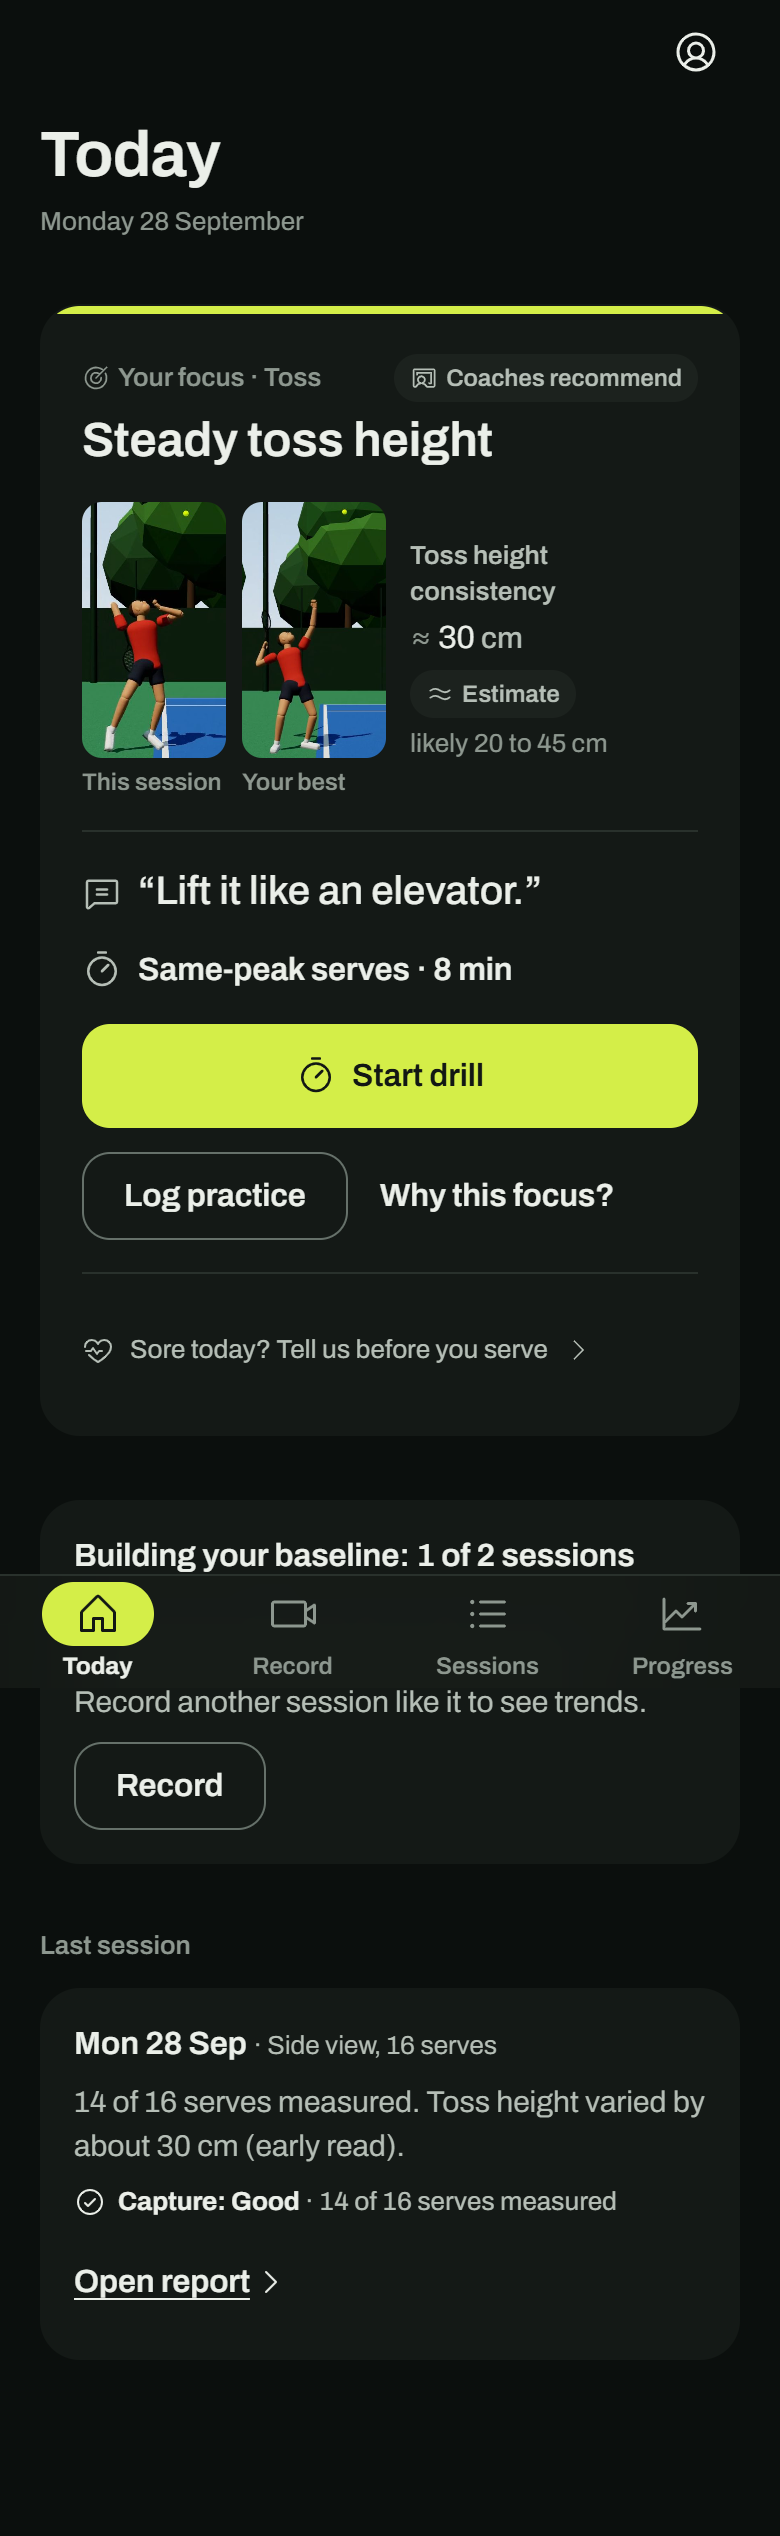 Today
Monday 28 September
Your focus · Toss
Coaches recommend
Steady toss height
Toss height
consistency
≈ 30 cm
Estimate
likely 20 to 45 cm
This session
Your best
“Lift it like an elevator.”
Same-peak serves · 8 min
Start drill
Log practice
Why this focus?
Sore today? Tell us before you serve
Building your baseline: 1 of 2 sessions
Today
Record
Sessions
Progress
Record another session like it to see trends.
Record
Last session
Mon 28 Sep · Side view, 16 serves
14 of 16 serves measured. Toss height varied by
about 30 cm (early read).
Capture: Good · 14 of 16 serves measured
Open report